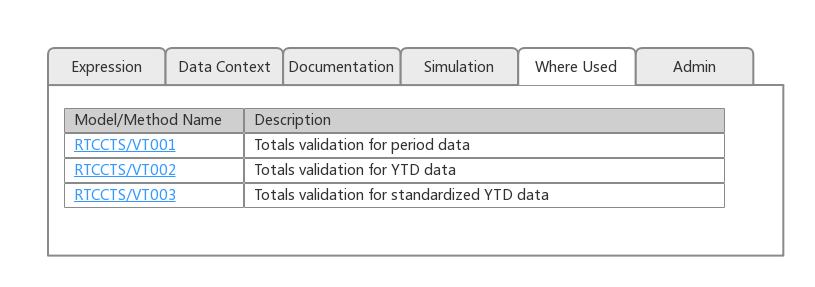 Expression Data Context Documentation Simulation Where Used Admin
Model/Method Name Description
RTCCTS/VT001 Totals validation for period data
RTCCTS/VT002 Totals validation for YTD data
RTCCTS/VT003 Totals validation for standardized YTD data